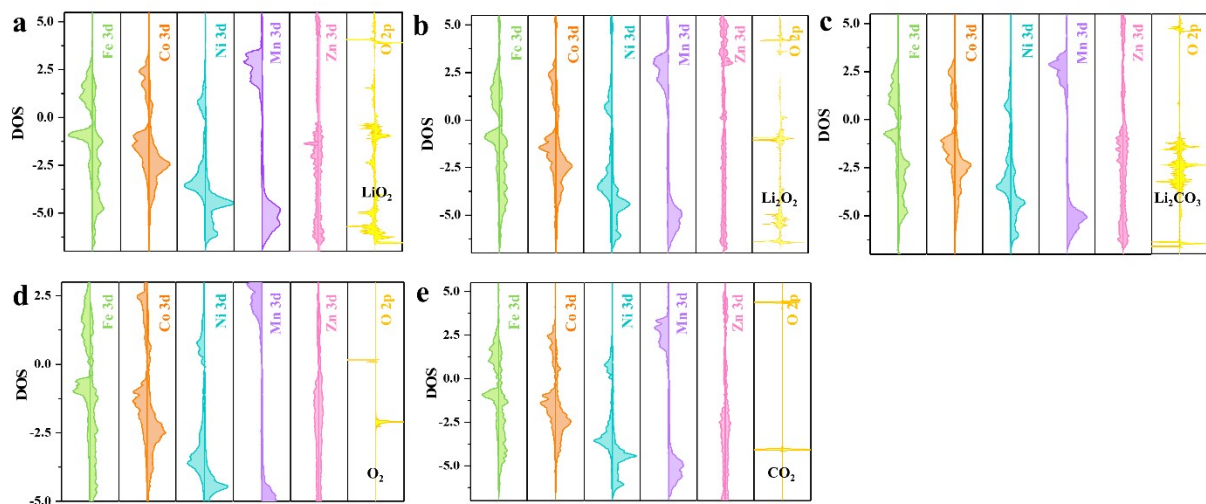 a
DOS
5.0
2.5
0.0
-2.5
-5.0
Fe 3d
Co 3d
Ni 3d
Mn 3d
Zn 3d
O 2p
LiO₂
b
DOS
5.0
2.5
0.0
-2.5
-5.0
Fe 3d
Co 3d
Ni 3d
Mn 3d
Zn 3d
O 2p
Li₂O₂
c
DOS
5.0
2.5
0.0
-2.5
-5.0
Fe 3d
Co 3d
Ni 3d
Mn 3d
Zn 3d
O 2p
Li₂CO₃
d
DOS
2.5
0.0
-2.5
-5.0
Fe 3d
Co 3d
Ni 3d
Mn 3d
Zn 3d
O 2p
O₂
e
DOS
5.0
2.5
0.0
-2.5
-5.0
Fe 3d
Co 3d
Ni 3d
Mn 3d
Zn 3d
O 2p
CO₂